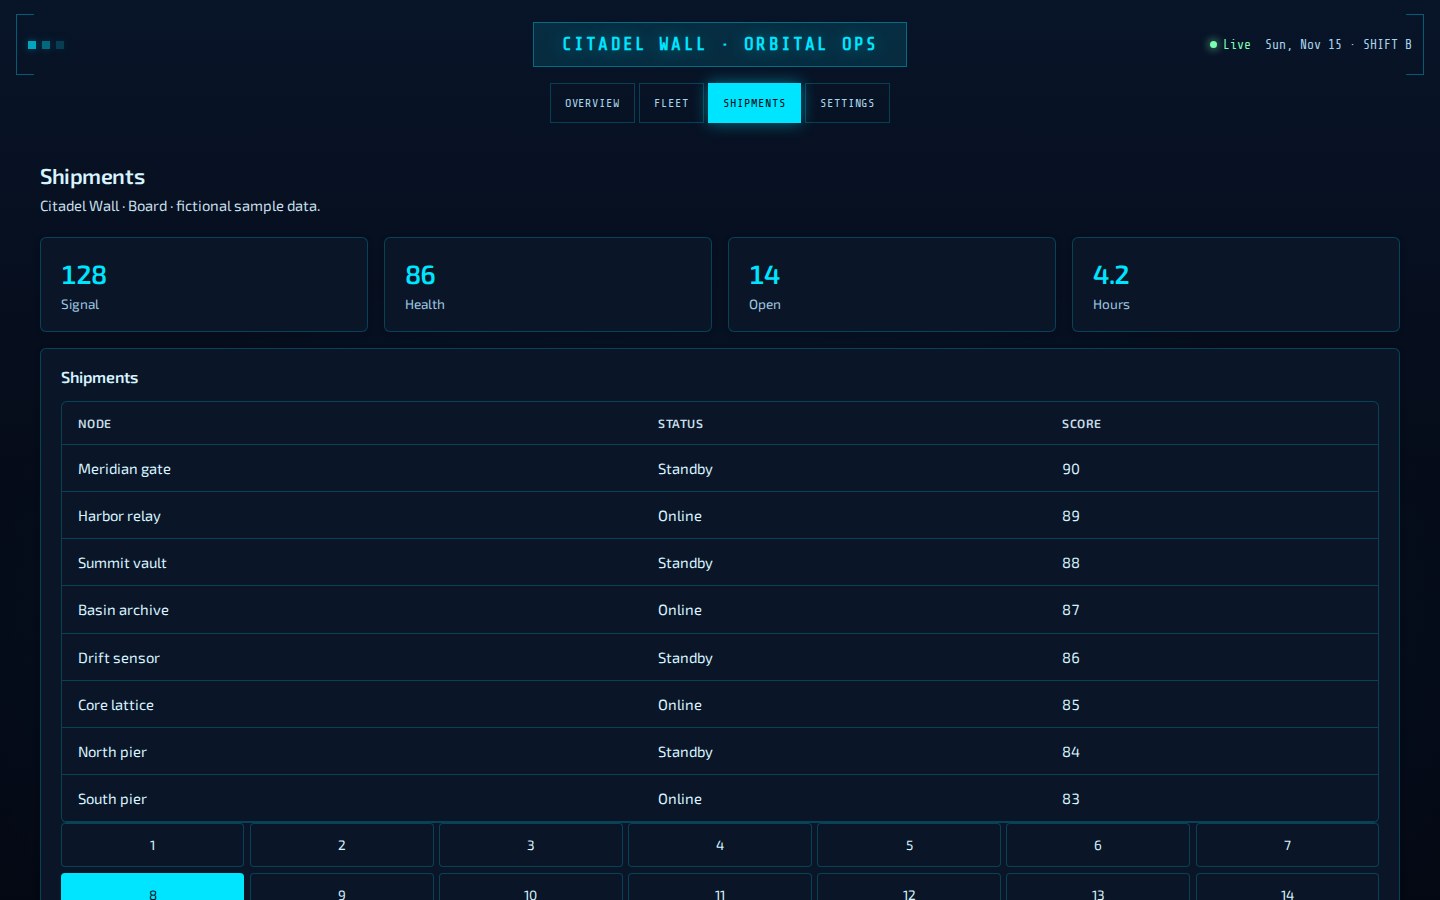 CITADEL WALL · ORBITAL OPS
Live Sun, Nov 15 · SHIFT B
OVERVIEW FLEET SHIPMENTS SETTINGS
Shipments
Citadel Wall · Board · fictional sample data.
128 86 14 4.2
Signal Health Open Hours
Shipments
NODE STATUS SCORE
Meridian gate Standby 90
Harbor relay Online 89
Summit vault Standby 88
Basin archive Online 87
Drift sensor Standby 86
Core lattice Online 85
North pier Standby 84
South pier Online 83
1 2 3 4 5 6 7
8 9 10 11 12 13 14